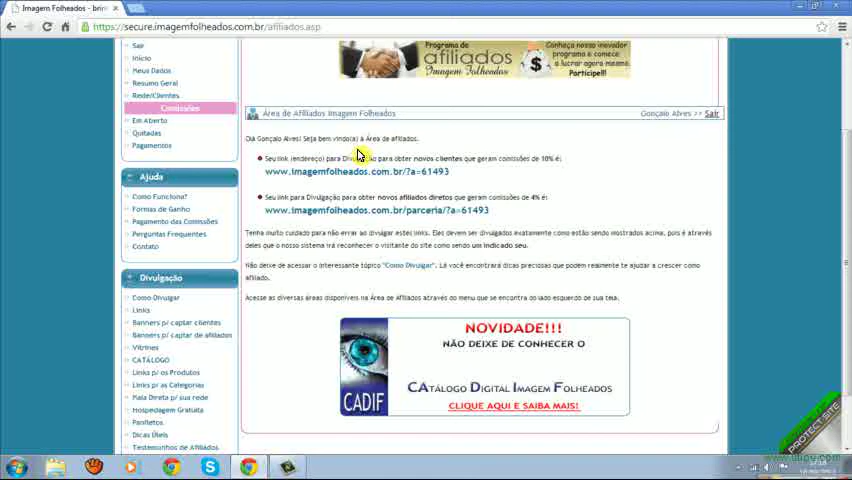 Imagem Folheados - brin
https://secure.imagemfolheados.com.br/afiliados.asp
Sair
Início
Meus Dados
Resumo Geral
Rede/Clientes
Comissões
Em Aberto
Quitadas
Pagamentos
Ajuda
Como Funciona?
Formas de Ganho
Pagamento das Comissões
Perguntas Frequentes
Contato
Divulgação
Como Divulgar
Links
Banners p/ captar clientes
Banners p/ captar de afiliados
Vitrines
CATÁLOGO
Links p/ os Produtos
Links p/ as Categorias
Mala Direta p/ sua rede
Hospedagem Gratuita
Panfletos
Dicas Úteis
Testemunhos de Afiliados
Programa de
afiliados
Imagem Folheados
Conheça nosso inovador
programa e comece
a lucrar agora mesmo.
Participe!!
Área de Afiliados Imagem Folheados
Gonçalo Alves >> Sair
Olá Gonçalo Alves! Seja bem vindo(a) à Área de afiliados.
Seu link (endereço) para Divulgação para obter novos clientes que geram comissões de 10% é:
www.imagemfolheados.com.br/?a=61493
Seu link para Divulgação para obter novos afiliados diretos que geram comissões de 4% é:
www.imagemfolheados.com.br/parceria/?a=61493
Tenha muito cuidado para não errar ao divulgar estes links. Eles devem ser divulgados exatamente como estão sendo mostrados acima, pois é através
deles que o nosso sistema irá reconhecer o visitante do site como sendo um indicado seu.
Não deixe de acessar o interessante tópico "Como Divulgar". Lá você encontrará dicas preciosas que podem realmente te ajudar a crescer como
afiliado.
Acesse as diversas áreas disponíveis na Área de Afiliados através do menu que se encontra do lado esquerdo de sua tela.
CADIF
NOVIDADE!!!
NÃO DEIXE DE CONHECER O
CATÁLOGO DIGITAL IMAGEM FOLHEADOS
CLIQUE AQUI E SAIBA MAIS!
PROTECT SITE